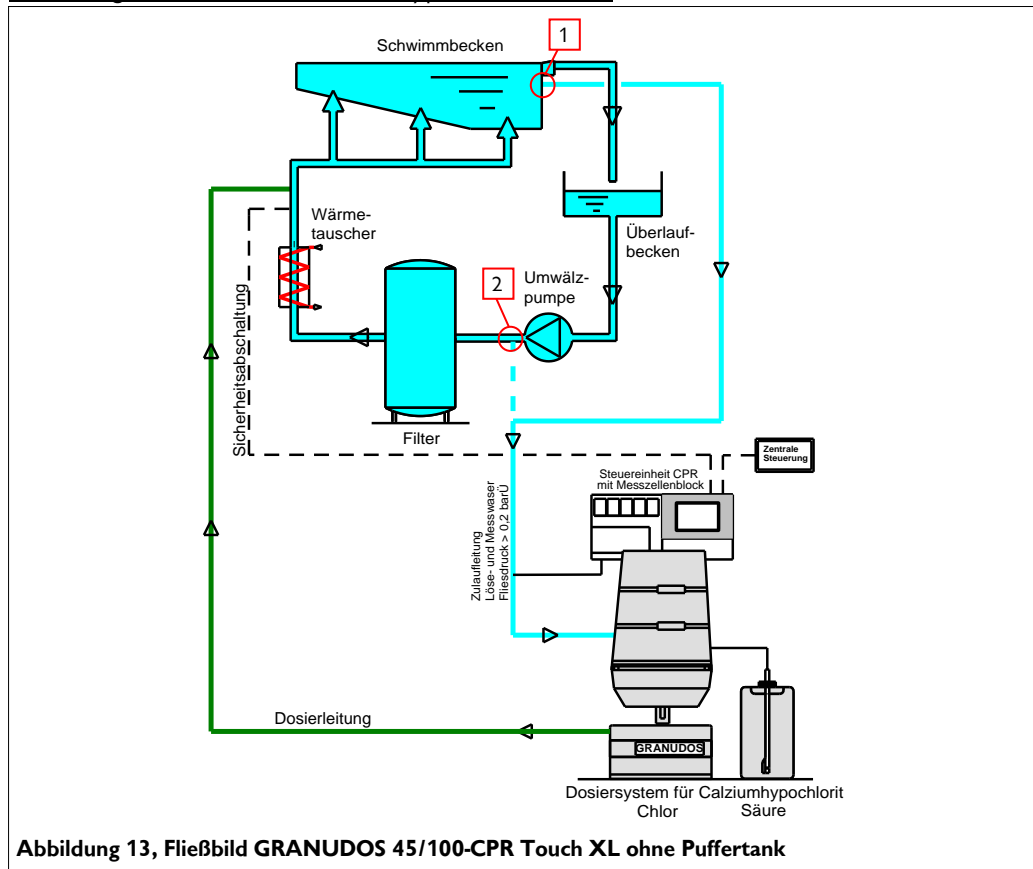 1
Schwimmbecken
Wärme-
tauscher
Überlauf-
becken
2
Umwälz-
pumpe
Sicherheitsabschaltung
Filter
Zentrale
Steuerung
Steuereinheit CPR
mit Messzellenblock
Zulaufleitung
Löse- und Messwaser
Fliesdruck > 0,2 barÜ
Dosierleitung
GRANUDOS
Dosiersystem für Calziumhypochlorit
Chlor
Säure
Abbildung 13, Fließbild GRANUDOS 45/100-CPR Touch XL ohne Puffertank